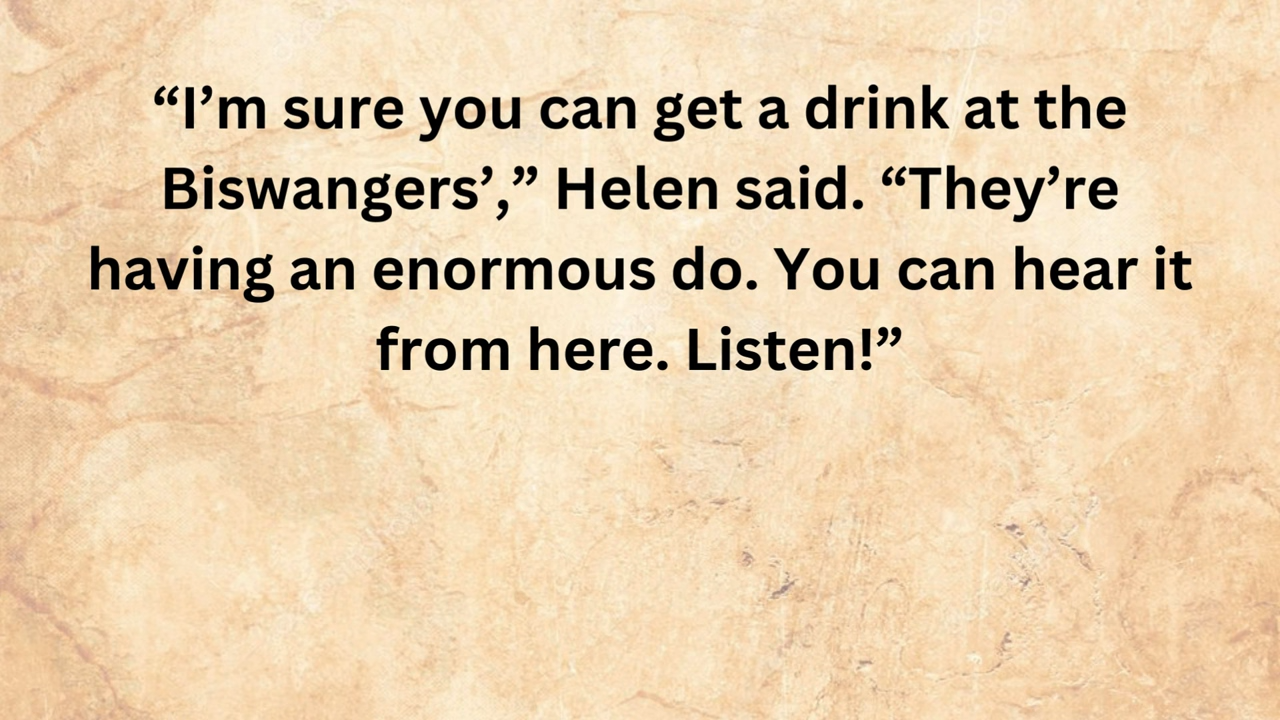 “I’m sure you can get a drink at the
Biswangers’,” Helen said. “They’re
having an enormous do. You can hear it
from here. Listen!”